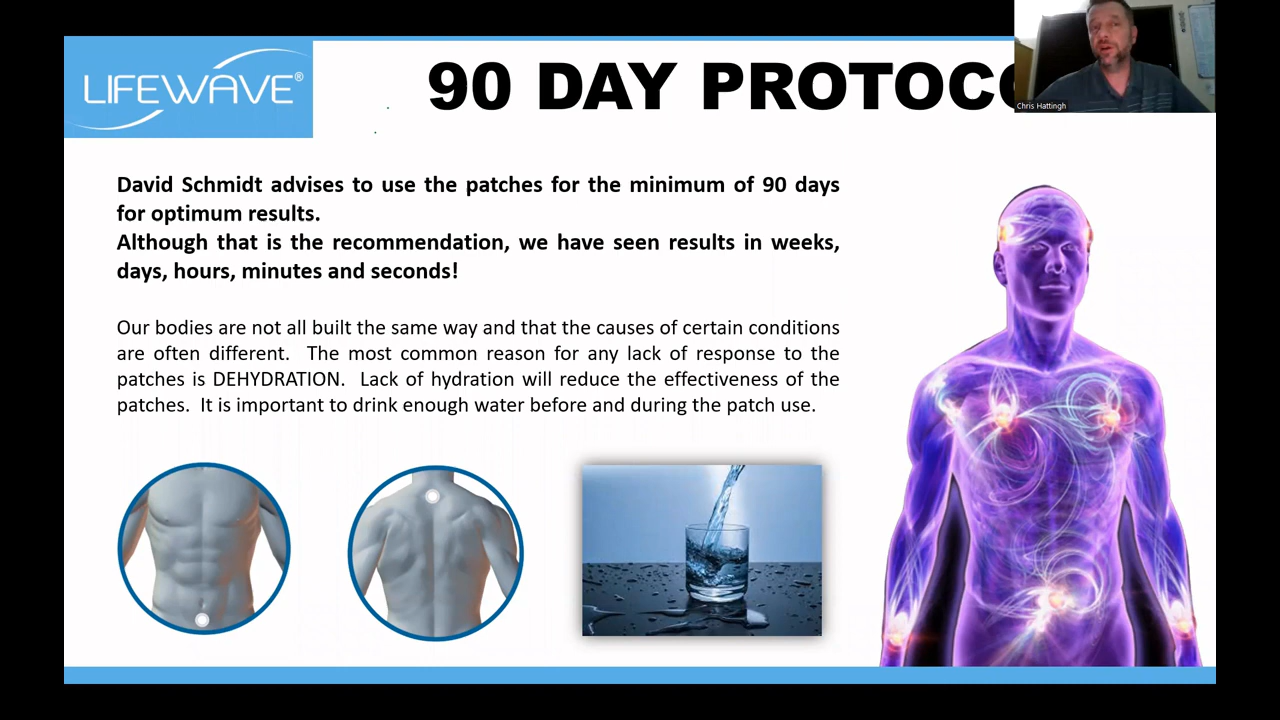 LIFEWAVE®
90 DAY PROTOCO
Chris Hattingh
David Schmidt advises to use the patches for the minimum of 90 days
for optimum results.
Although that is the recommendation, we have seen results in weeks,
days, hours, minutes and seconds!
Our bodies are not all built the same way and that the causes of certain conditions
are often different. The most common reason for any lack of response to the
patches is DEHYDRATION. Lack of hydration will reduce the effectiveness of the
patches. It is important to drink enough water before and during the patch use.